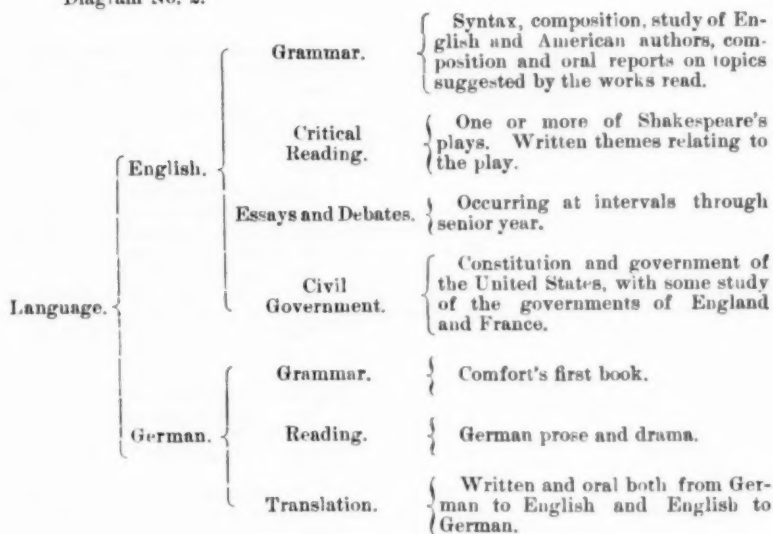 Diagram No. 2.
Grammar.
Syntax, composition, study of En-
glish and American authors, com-
position and oral reports on topics
suggested by the works read.
Critical
Reading.
One or more of Shakespeare's
plays. Written themes relating to
the play.
English.
Essays and Debates.
Occurring at intervals through
senior year.
Civil
Government.
Constitution and government of
the United States, with some study
of the governments of England
and France.
Language.
Grammar.
Comfort's first book.
German.
Reading.
German prose and drama.
Translation.
Written and oral both from Ger-
man to English and English to
German.